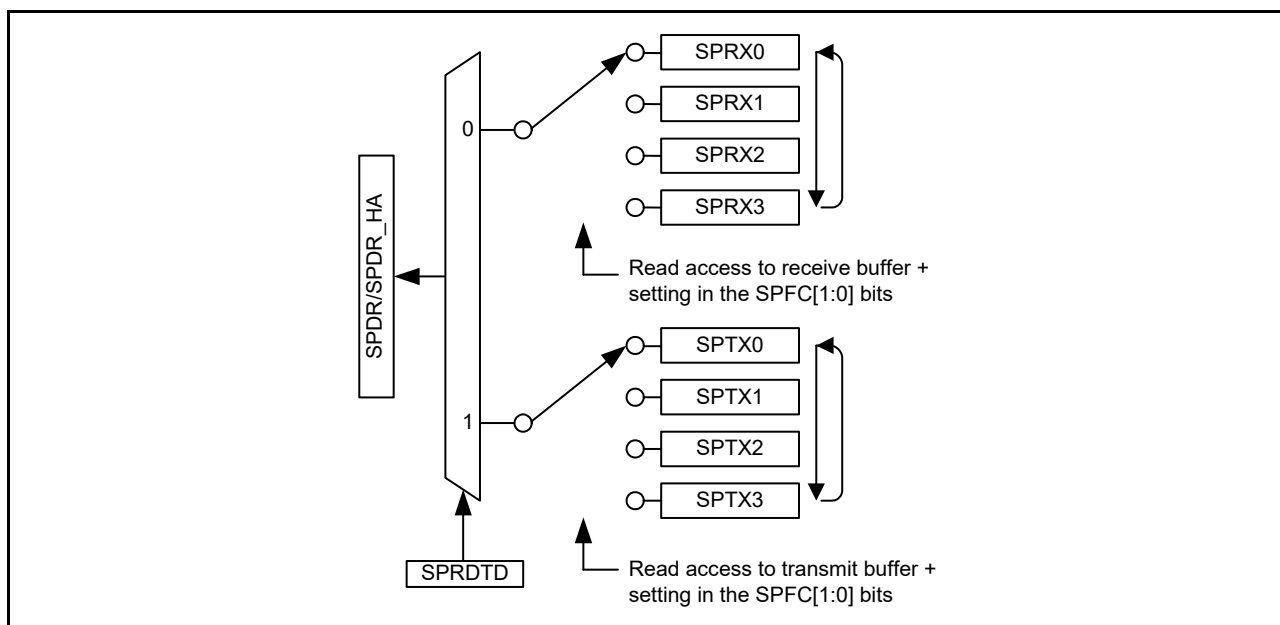 SPRX0
SPRX1
0
SPRX2
SPRX3
SPDR/SPDR_HA
Read access to receive buffer +
setting in the SPFC[1:0] bits
SPTX0
SPTX1
1
SPTX2
SPTX3
SPRDTD
Read access to transmit buffer +
setting in the SPFC[1:0] bits